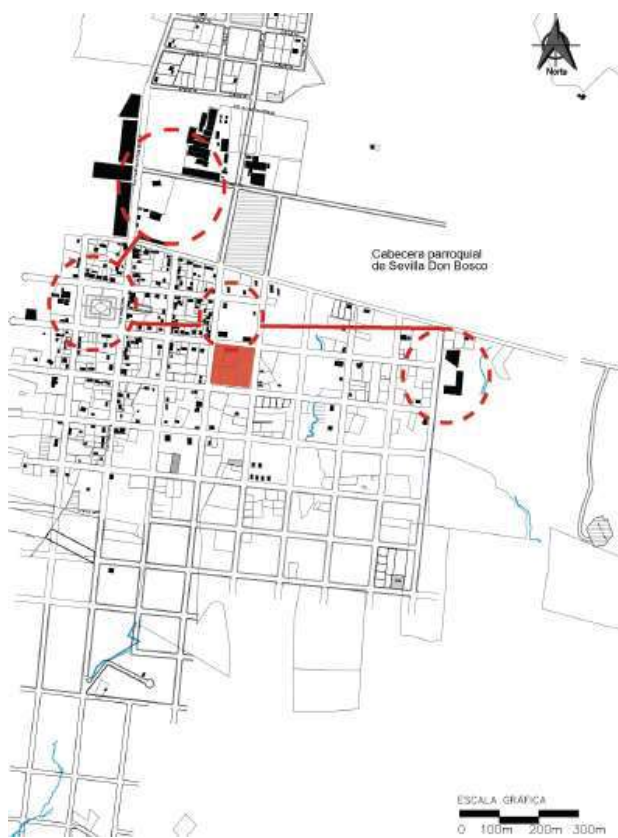 Norte
Cabecera parroquial
de Sevilla Don Bosco
ESCALA GRÁFICA
0 100m 200m 300m